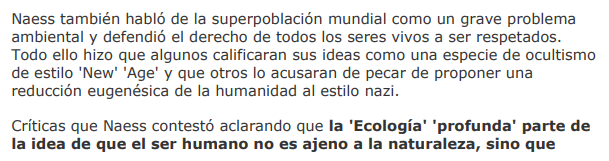 Naess también habló de la superpoblación mundial como un grave problema
ambiental y defendió el derecho de todos los seres vivos a ser respetados.
Todo ello hizo que algunos calificaran sus ideas como una especie de ocultismo
de estilo 'New' 'Age' y que otros lo acusaran de pecar de proponer una
reducción eugenésica de la humanidad al estilo nazi.
Críticas que Naess contestó aclarando que la 'Ecología' 'profunda' parte de
la idea de que el ser humano no es ajeno a la naturaleza, sino que